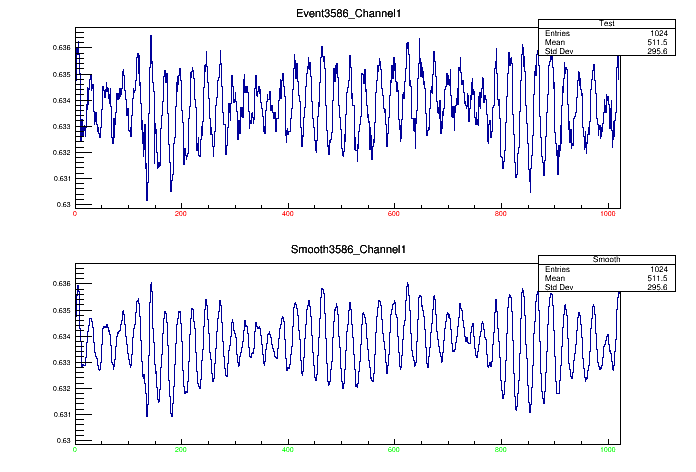 Event3586_Channel1
Test
Entries 1024
Mean 511.5
Std Dev 295.6
0.636
0.635
0.634
0.633
0.632
0.631
0.63
0 200 400 600 800 1000
Smooth3586_Channel1
Smooth
Entries 1024
Mean 511.5
Std Dev 295.6
0.636
0.635
0.634
0.633
0.632
0.631
0.63
0 200 400 600 800 1000